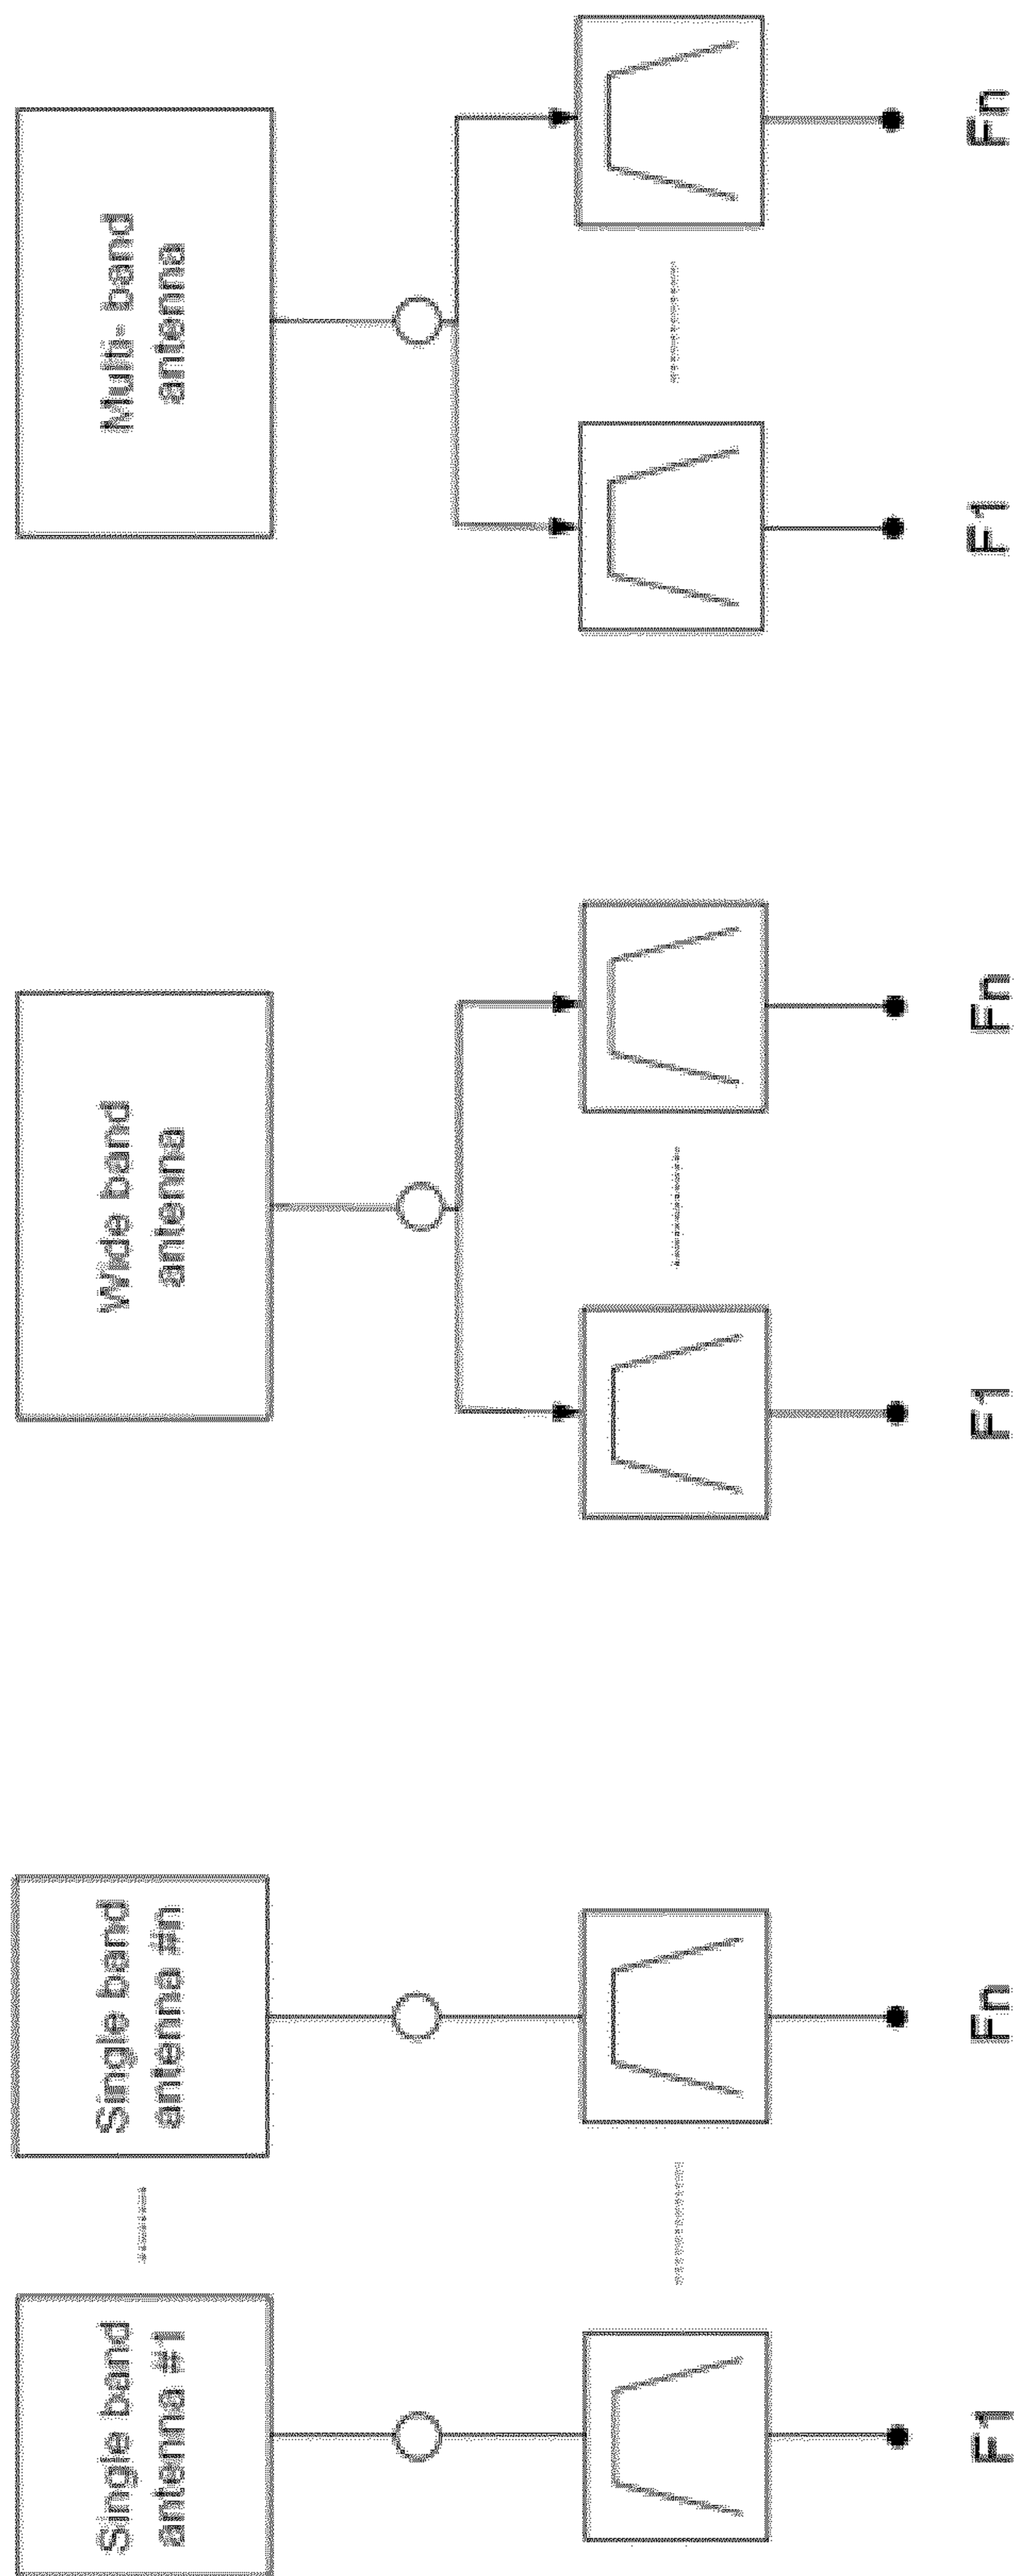 Single band
antenna #1
Single band
antenna #n
Wide band
antenna
Multi- band
antenna
F1
Fn
F1
Fn
F1
Fn